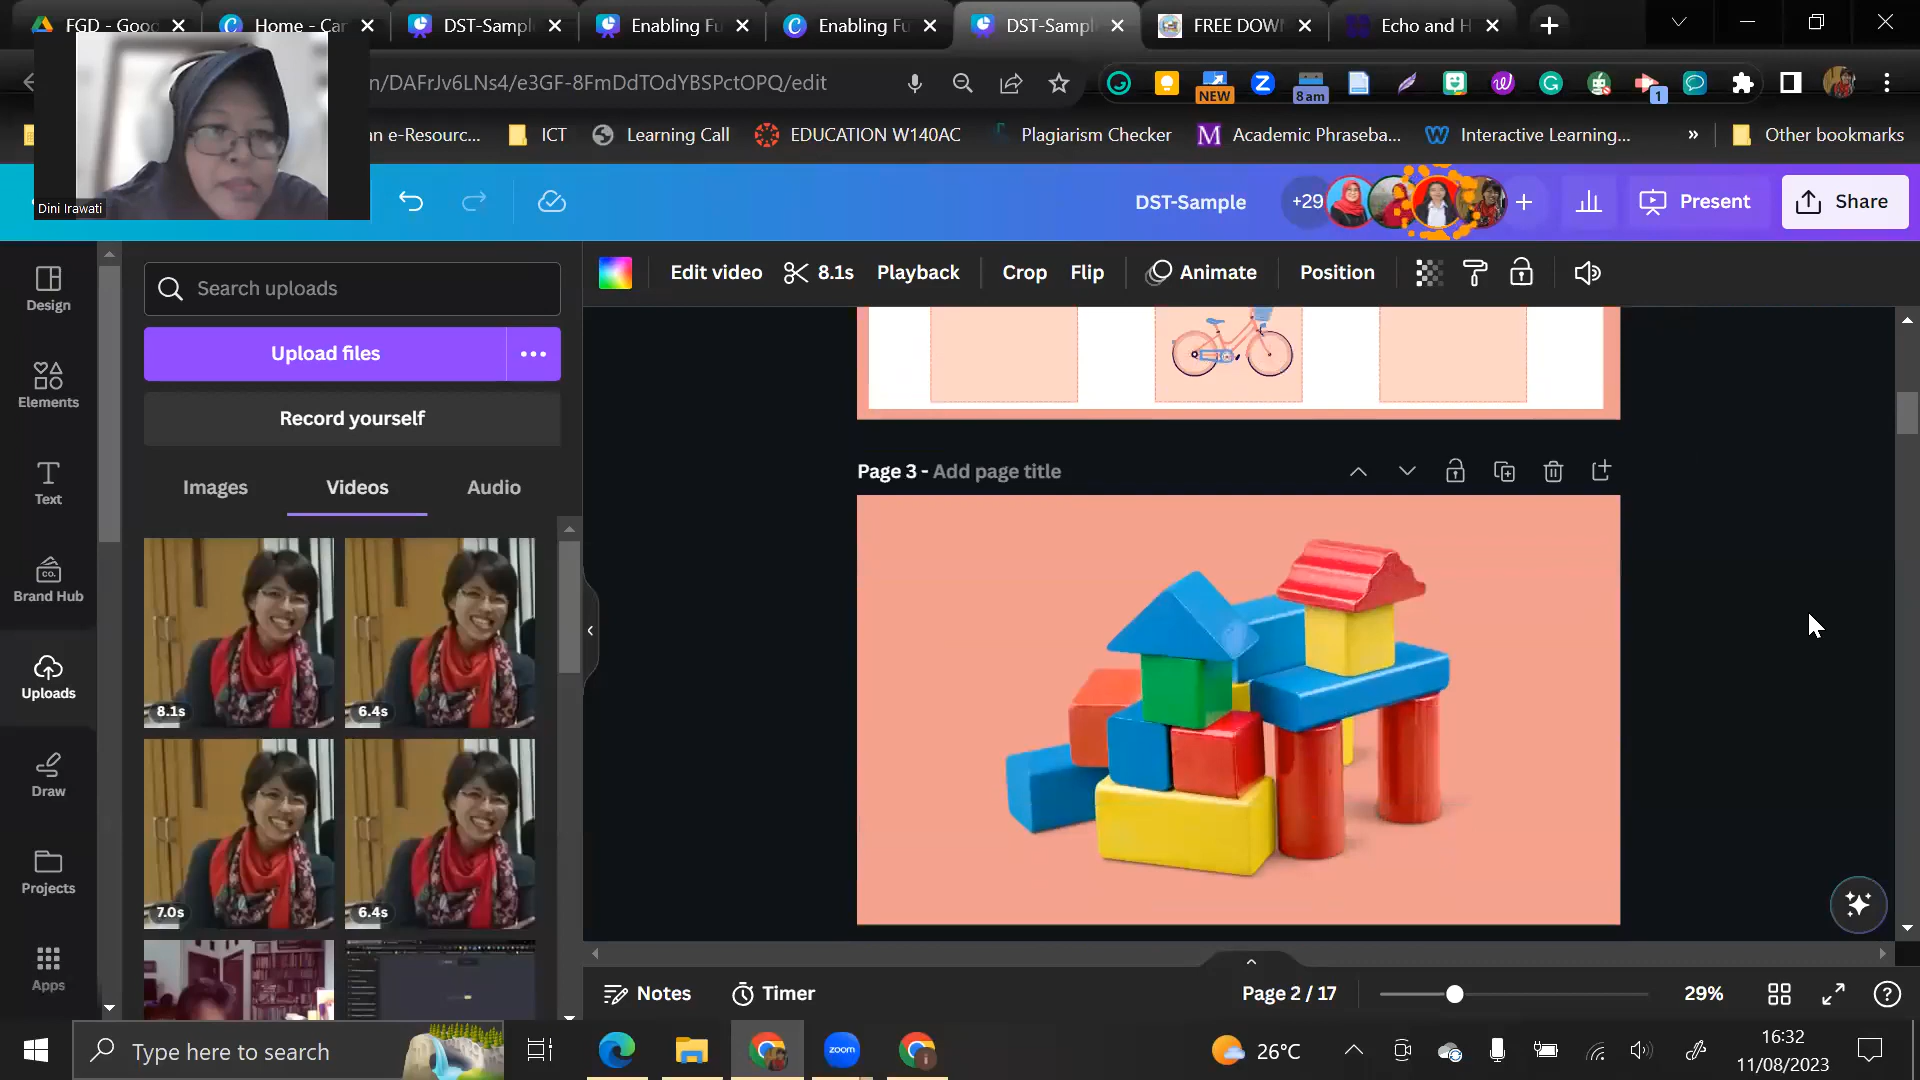 FGD - Goog
Home - Can
DST-Sampl
Enabling Fu
Enabling Fu
DST-Sampl
FREE DOW
Echo and H
n/DAFrJv6LNs4/e3GF-8FmDdTOdYBSPctOPQ/edit
NEW
8 am
1
an e-Resourc...
ICT
Learning Call
EDUCATION W140AC
Plagiarism Checker
Academic Phraseba...
Interactive Learning...
»
Other bookmarks
Dini Irawati
DST-Sample
+29
Present
Share
Design
Elements
Text
Brand Hub
Uploads
Draw
Projects
Apps
Search uploads
Upload files
Record yourself
Images
Videos
Audio
8.1s
6.4s
7.0s
6.4s
Edit video
8.1s
Playback
Crop
Flip
Animate
Position
Page 3 - Add page title
Notes
Timer
Page 2 / 17
29%
Type here to search
zoom
26°C
16:32
11/08/2023